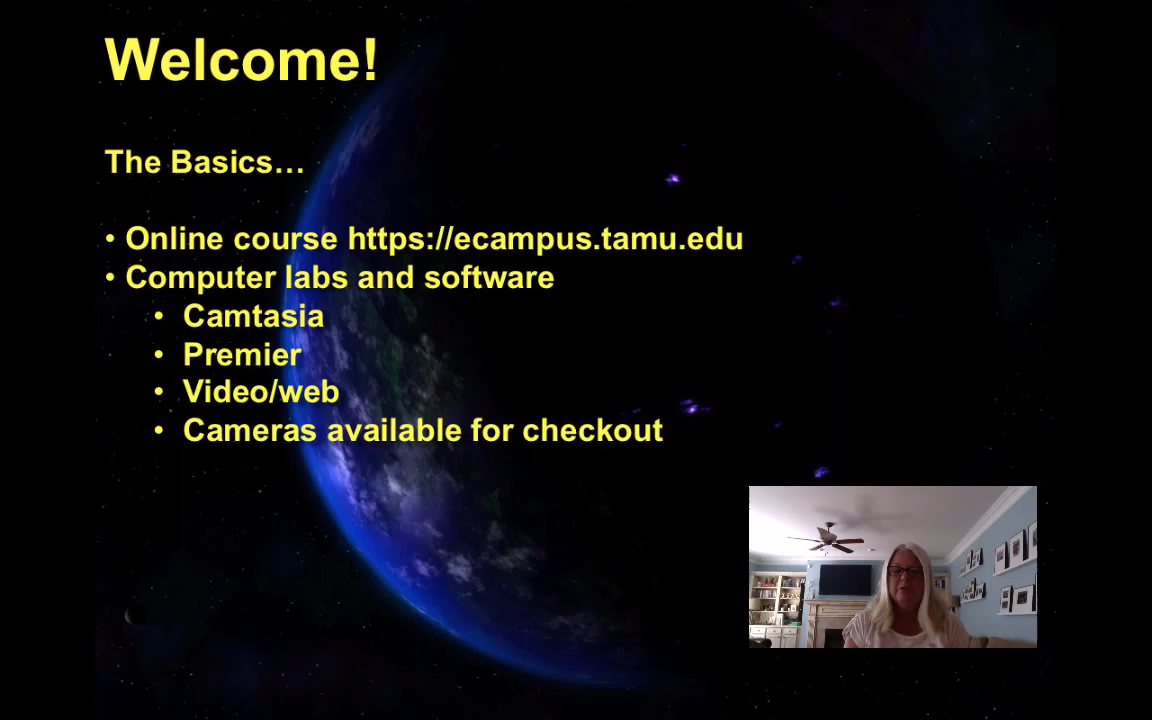 Welcome!
The Basics…
• Online course https://ecampus.tamu.edu
• Computer labs and software
• Camtasia
• Premier
• Video/web
• Cameras available for checkout